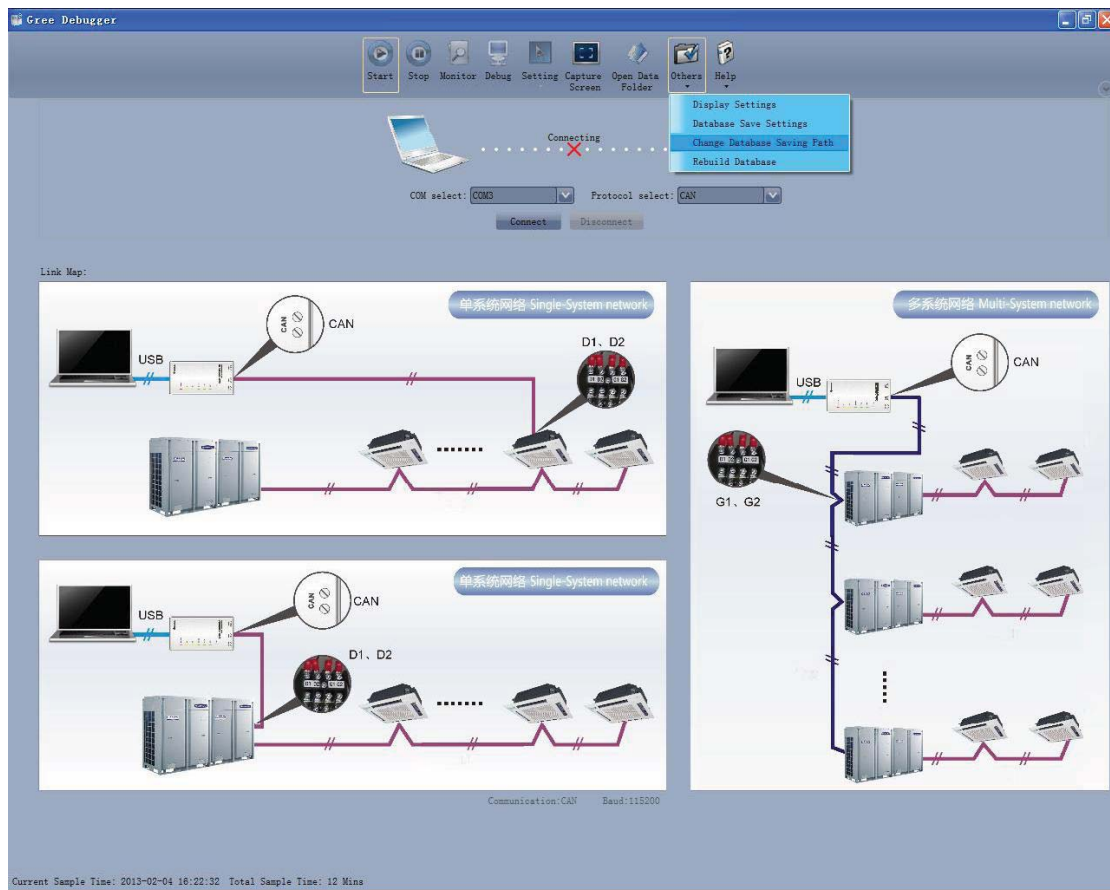 Gree Debugger
Start Stop Monitor Debug Setting Capture Screen Open Data Folder Others Help
Display Settings
Database Save Settings
Change Database Saving Path
Rebuild Database
Connecting
COM select: COM3 Protocol select: CAN
Connect Disconnect
Link Map:
单系统网络 Single-System network
CAN
CAN
USB
D1、D2
多系统网络 Multi-System network
CAN
CAN
USB
G1、G2
单系统网络 Single-System network
CAN
CAN
USB
D1、D2
Communication:CAN Baud:115200
Current Sample Time: 2013-02-04 16:22:32 Total Sample Time: 12 Mins